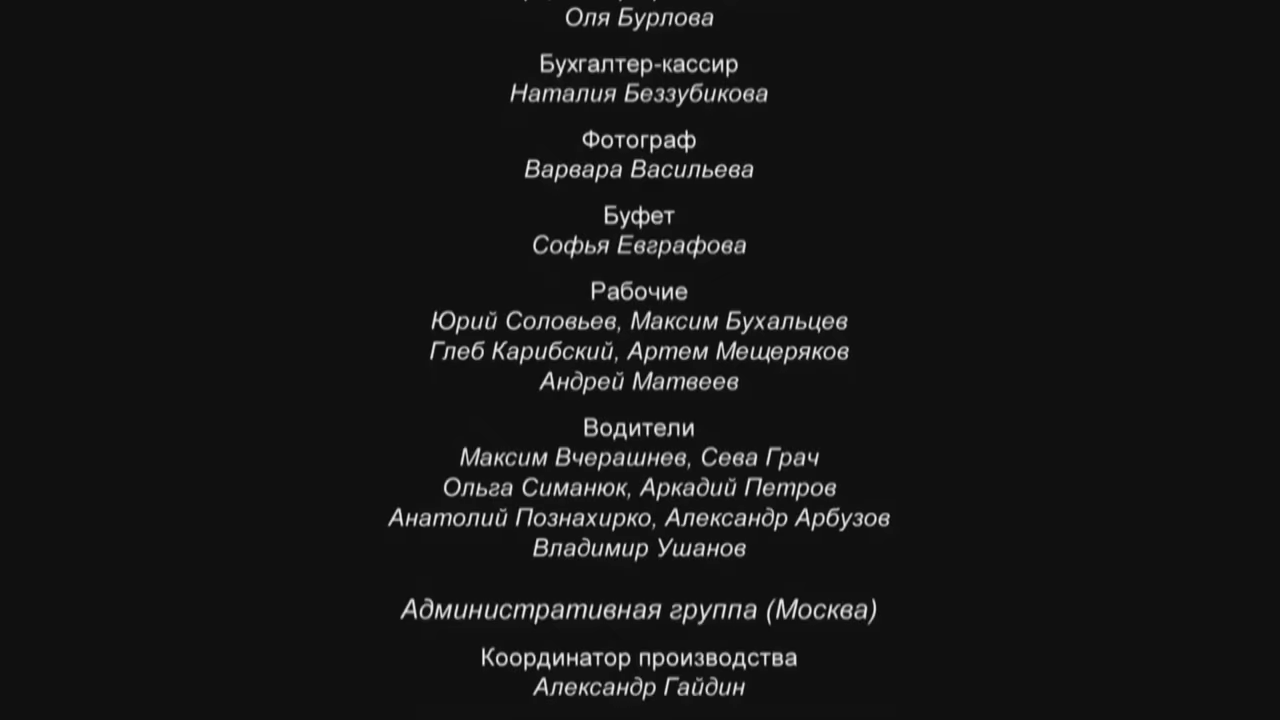 Оля Бурлова
Бухгалтер-кассир
Наталия Беззубикова
Фотограф
Варвара Васильева
Буфет
Софья Евграфова
Рабочие
Юрий Соловьев, Максим Бухальцев
Глеб Карибский, Артем Мещеряков
Андрей Матвеев
Водители
Максим Вчерашнев, Сева Грач
Ольга Симанюк, Аркадий Петров
Анатолий Познахирко, Александр Арбузов
Владимир Ушанов
Административная группа (Москва)
Координатор производства
Александр Гайдин